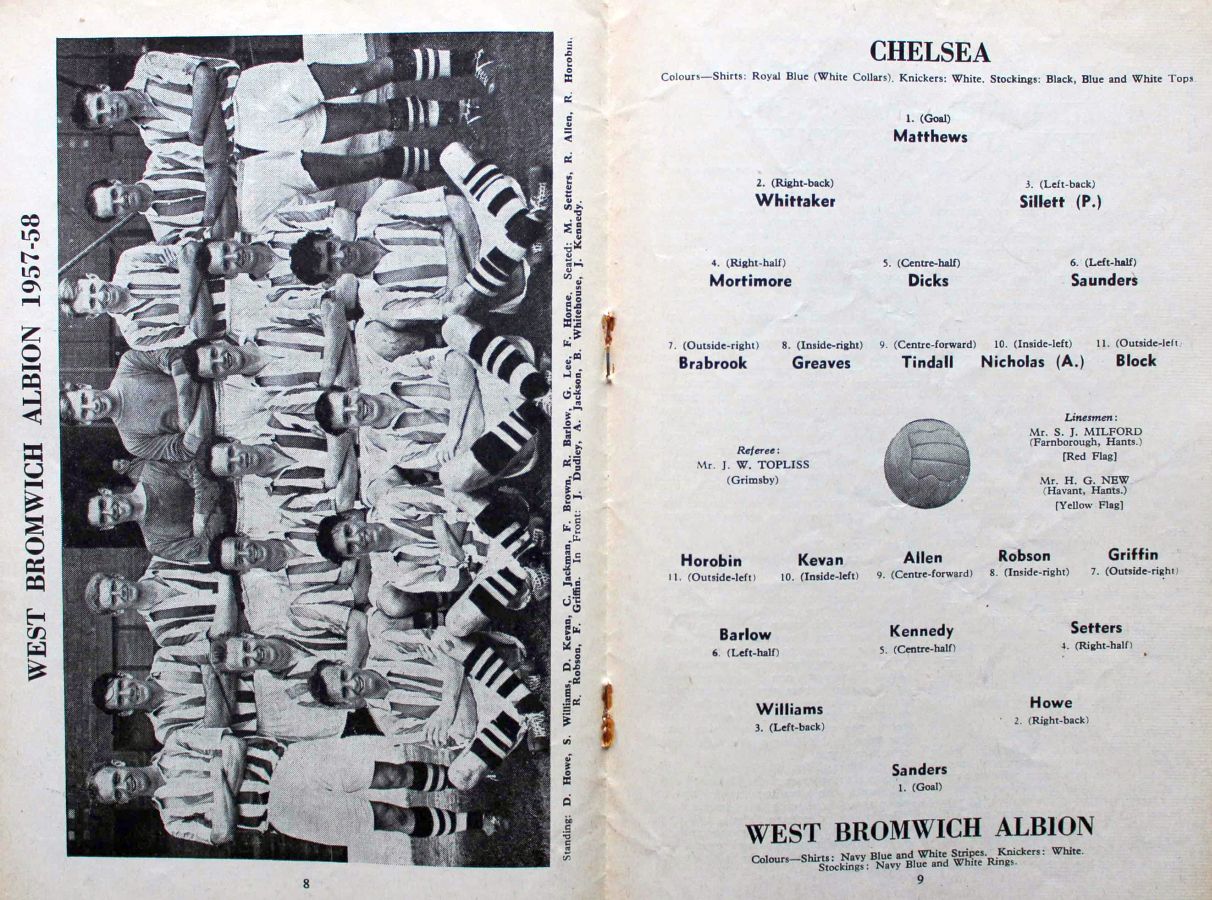 WEST BROMWICH ALBION 1957-58
Standing: D. Howe, S. Williams, D. Kevan, C. Jackman, F. Brown, R. Barlow, G. Lee, F. Horne. Seated: M. Setters, R. Allen, R. Horobin,
R. Robson, F. Griffin. In Front: J. Dudley, A. Jackson, B. Whitehouse, J. Kennedy.
8
CHELSEA
Colours—Shirts: Royal Blue (White Collars). Knickers: White. Stockings: Black, Blue and White Tops
1. (Goal)
Matthews
2. (Right-back) 3. (Left-back)
Whittaker Sillett (P.)
4. (Right-half) 5. (Centre-half) 6. (Left-half)
Mortimore Dicks Saunders
7. (Outside-right) 8. (Inside-right) 9. (Centre-forward) 10. (Inside-left) 11. (Outside-left)
Brabrook Greaves Tindall Nicholas (A.) Block
Referee:
Mr. J. W. TOPLISS
(Grimsby)
Linesmen:
Mr. S. J. MILFORD
(Farnborough, Hants.)
[Red Flag]
Mr. H. G. NEW
(Havant, Hants.)
[Yellow Flag]
Horobin Kevan Allen Robson Griffin
11. (Outside-left) 10. (Inside-left) 9. (Centre-forward) 8. (Inside-right) 7. (Outside-right)
Barlow Kennedy Setters
6. (Left-half) 5. (Centre-half) 4. (Right-half)
Williams Howe
3. (Left-back) 2. (Right-back)
Sanders
1. (Goal)
WEST BROMWICH ALBION
Colours—Shirts: Navy Blue and White Stripes. Knickers: White.
Stockings: Navy Blue and White Rings.
9